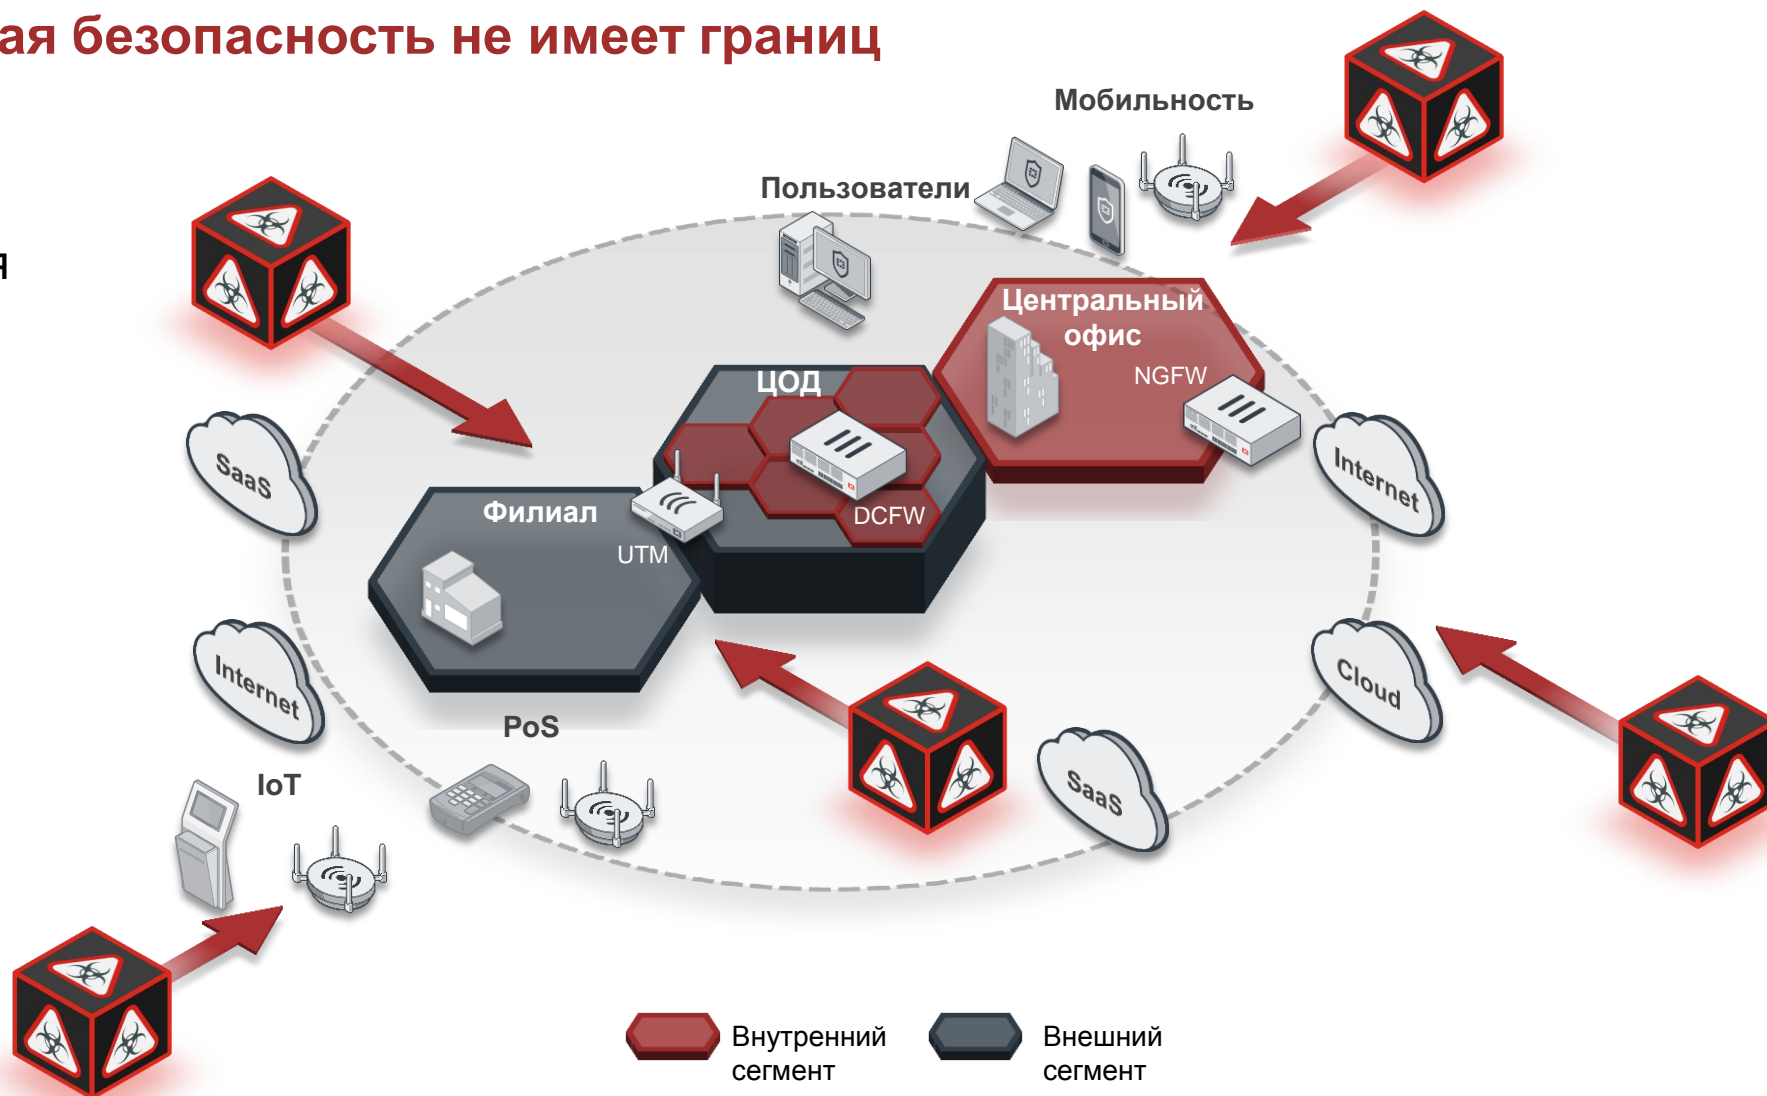 ая безопасность не имеет границ
Мобильность
Пользователи
я
Центральный
офис
NGFW
ЦОД
SaaS
Internet
Филиал
DCFW
UTM
Internet
Cloud
PoS
IoT
SaaS
Внутренний
сегмент
Внешний
сегмент